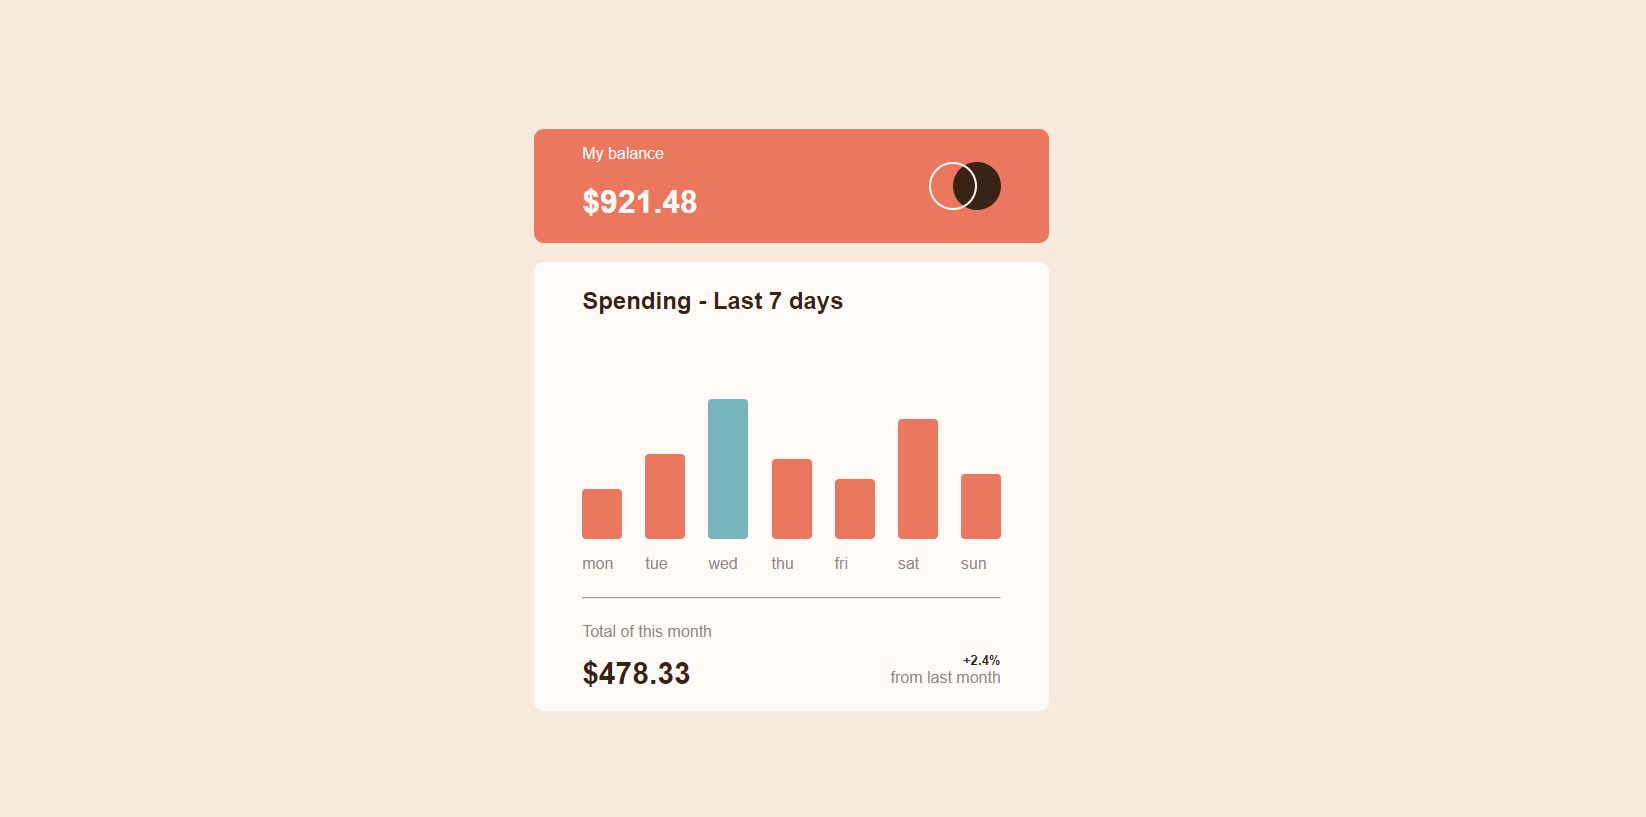 My balance
$921.48
Spending - Last 7 days
mon tue wed thu fri sat sun
Total of this month
$478.33
+2.4%
from last month